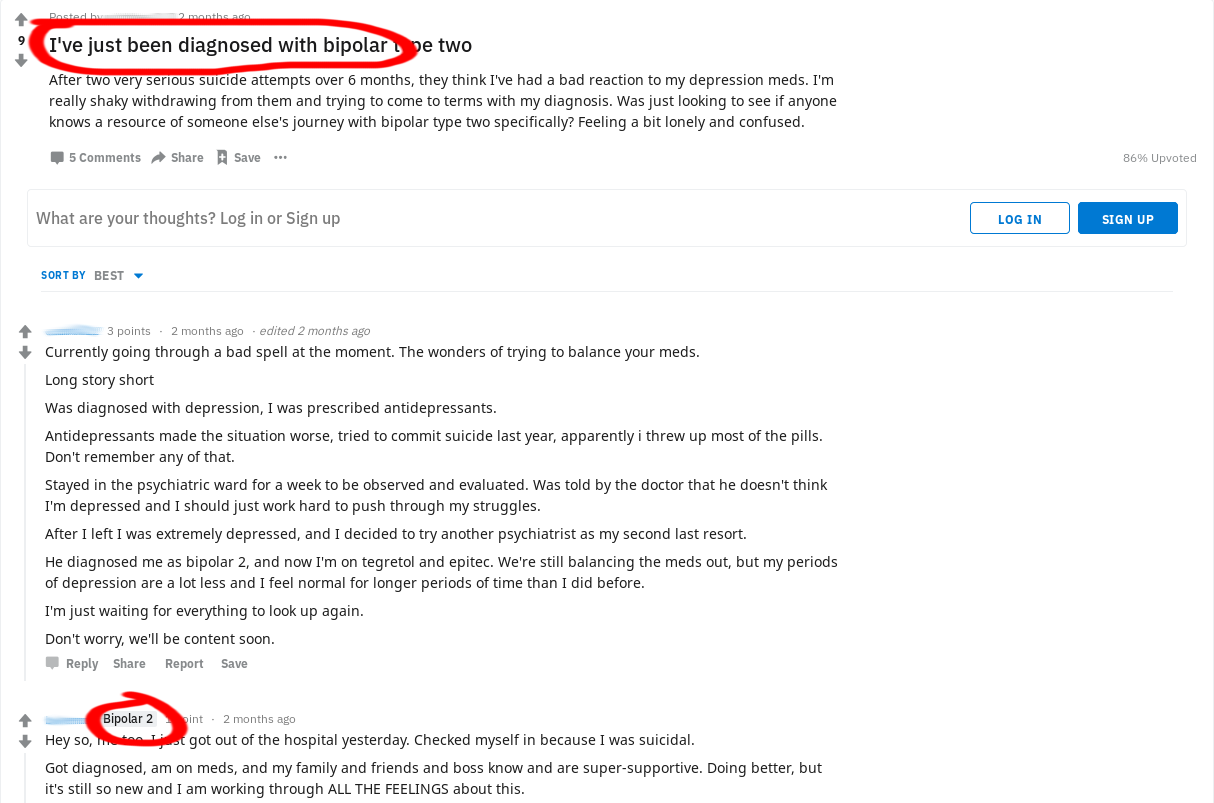 Posted by 2 months ago
9
I've just been diagnosed with bipolar type two
After two very serious suicide attempts over 6 months, they think I've had a bad reaction to my depression meds. I'm
really shaky withdrawing from them and trying to come to terms with my diagnosis. Was just looking to see if anyone
knows a resource of someone else's journey with bipolar type two specifically? Feeling a bit lonely and confused.
5 Comments Share Save ···
86% Upvoted
What are your thoughts? Log in or Sign up
LOG IN
SIGN UP
SORT BY BEST
3 points · 2 months ago · edited 2 months ago
Currently going through a bad spell at the moment. The wonders of trying to balance your meds.
Long story short
Was diagnosed with depression, I was prescribed antidepressants.
Antidepressants made the situation worse, tried to commit suicide last year, apparently i threw up most of the pills.
Don't remember any of that.
Stayed in the psychiatric ward for a week to be observed and evaluated. Was told by the doctor that he doesn't think
I'm depressed and I should just work hard to push through my struggles.
After I left I was extremely depressed, and I decided to try another psychiatrist as my second last resort.
He diagnosed me as bipolar 2, and now I'm on tegretol and epitec. We're still balancing the meds out, but my periods
of depression are a lot less and I feel normal for longer periods of time than I did before.
I'm just waiting for everything to look up again.
Don't worry, we'll be content soon.
Reply Share Report Save
Bipolar 2 1 point · 2 months ago
Hey so, me too. I just got out of the hospital yesterday. Checked myself in because I was suicidal.
Got diagnosed, am on meds, and my family and friends and boss know and are super-supportive. Doing better, but
it's still so new and I am working through ALL THE FEELINGS about this.